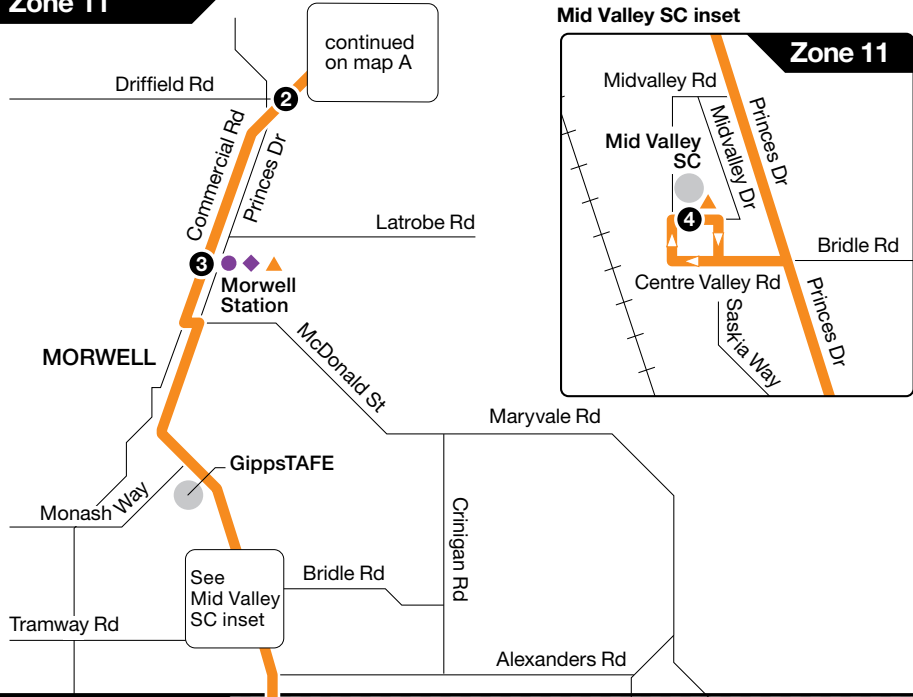 Zone 11
continued
on map A
Driffield Rd
2
Commercial Rd
Princes Dr
Latrobe Rd
3
Morwell
Station
MORWELL
McDonald St
Maryvale Rd
GippsTAFE
Monash Way
Crinigan Rd
See
Mid Valley
SC inset
Bridle Rd
Tramway Rd
Alexanders Rd
Mid Valley SC inset
Zone 11
Midvalley Rd
Princes Dr
Midvalley Dr
Mid Valley
SC
4
Bridle Rd
Centre Valley Rd
Princes Dr
Saskia Way